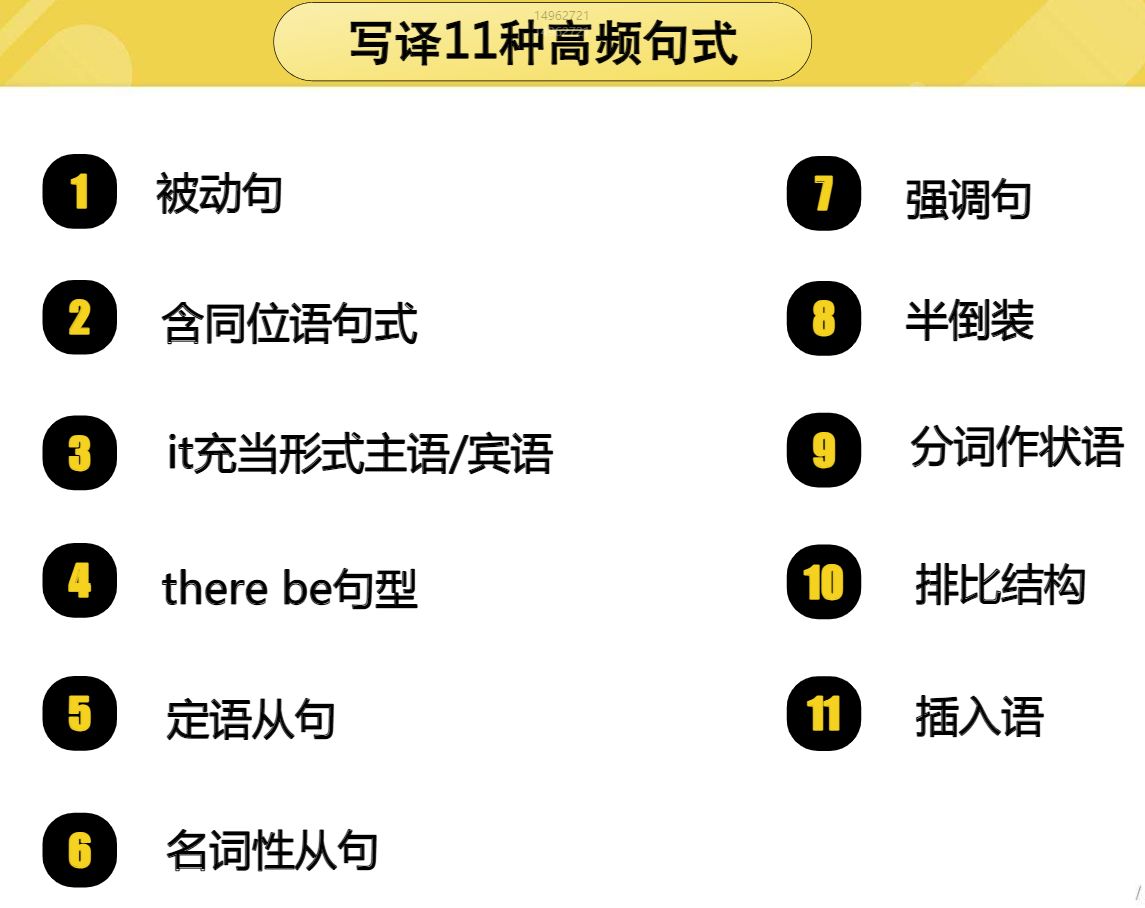 14962721
写译11种高频句式
1 被动句
2 含同位语句式
3 it充当形式主语/宾语
4 there be句型
5 定语从句
6 名词性从句
7 强调句
8 半倒装
9 分词作状语
10 排比结构
11 插入语
/